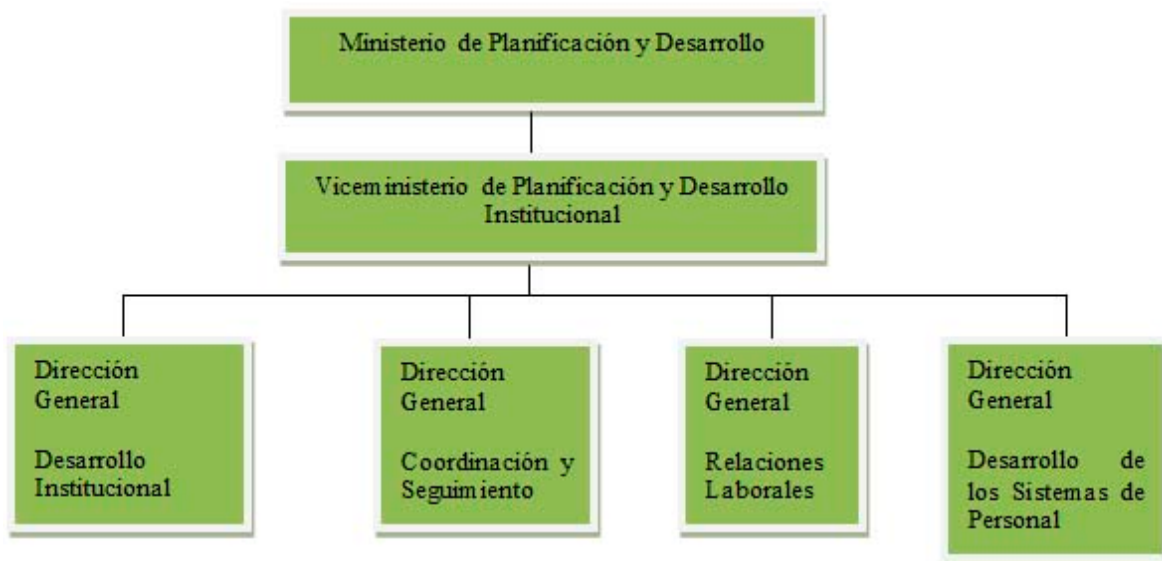 Ministerio de Planificación y Desarrollo
Viceministerio de Planificación y Desarrollo
Institucional
Dirección
General
Desarrollo
Institucional
Dirección
General
Coordinación y
Seguimiento
Dirección
General
Relaciones
Laborales
Dirección
General
Desarrollo de
los Sistemas de
Personal